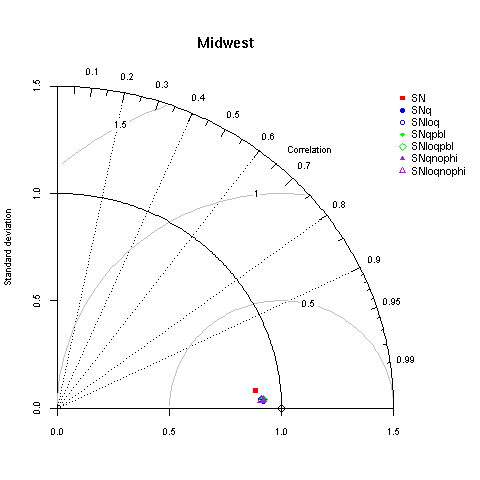 Midwest
SN
SNq
SNloq
SNqpbl
SNloqpbl
SNqnophi
SNloqnophi
Correlation
0.1
0.2
0.3
0.4
0.5
0.6
0.7
0.8
0.9
0.95
0.99
1.5
1
0.5
Standard deviation
1.5
1.0
0.5
0.0
0.0
0.5
1.0
1.5